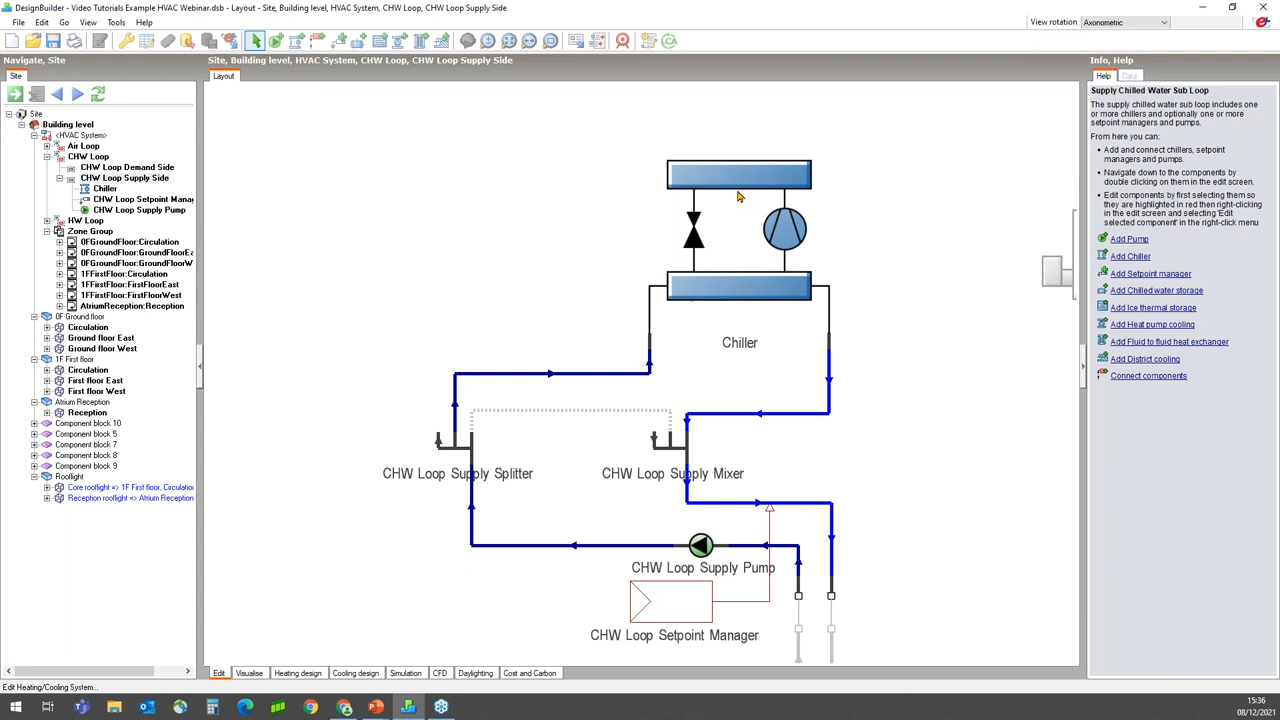 DesignBuilder - Video Tutorials Example HVAC Webinar.dsb - Layout - Site, Building level, HVAC System, CHW Loop, CHW Loop Supply Side
File Edit Go View Tools Help
View rotation Axonometric
Navigate, Site
Site
Site
Building level
<HVAC System>
Air Loop
CHW Loop
CHW Loop Demand Side
CHW Loop Supply Side
Chiller
CHW Loop Setpoint Mana
CHW Loop Supply Pump
HW Loop
Zone Group
0FGroundFloor:Circulation
0FGroundFloor:GroundFloorEa
0FGroundFloor:GroundFloorW
1FFirstFloor:Circulation
1FFirstFloor:FirstFloorEast
1FFirstFloor:FirstFloorWest
AtriumReception:Reception
0F Ground floor
Circulation
Ground floor East
Ground floor West
1F First floor
Circulation
First floor East
First floor West
Atrium Reception
Reception
Component block 10
Component block 5
Component block 7
Component block 8
Component block 9
Rooflight
Core rooflight => 1F First floor, Circulatio
Reception rooflight => Atrium Reception
Site, Building level, HVAC System, CHW Loop, CHW Loop Supply Side
Layout
Chiller
CHW Loop Supply Splitter
CHW Loop Supply Mixer
CHW Loop Supply Pump
CHW Loop Setpoint Manager
Edit Visualise Heating design Cooling design Simulation CFD Daylighting Cost and Carbon
Info, Help
Help Data
Supply Chilled Water Sub Loop
The supply chilled water sub loop includes one
or more chillers and optionally one or more
setpoint managers and pumps.
From here you can:
• Add and connect chillers, setpoint
managers and pumps.
• Navigate down to the components by
double clicking on them in the edit screen.
• Edit components by first selecting them so
they are highlighted in red then right-clicking
in the edit screen and selecting 'Edit
selected component' in the right-click menu
Add Pump
Add Chiller
Add Setpoint manager
Add Chilled water storage
Add Ice thermal storage
Add Heat pump cooling
Add Fluid to fluid heat exchanger
Add District cooling
Connect components
Edit Heating/Cooling System...
15:36
08/12/2021